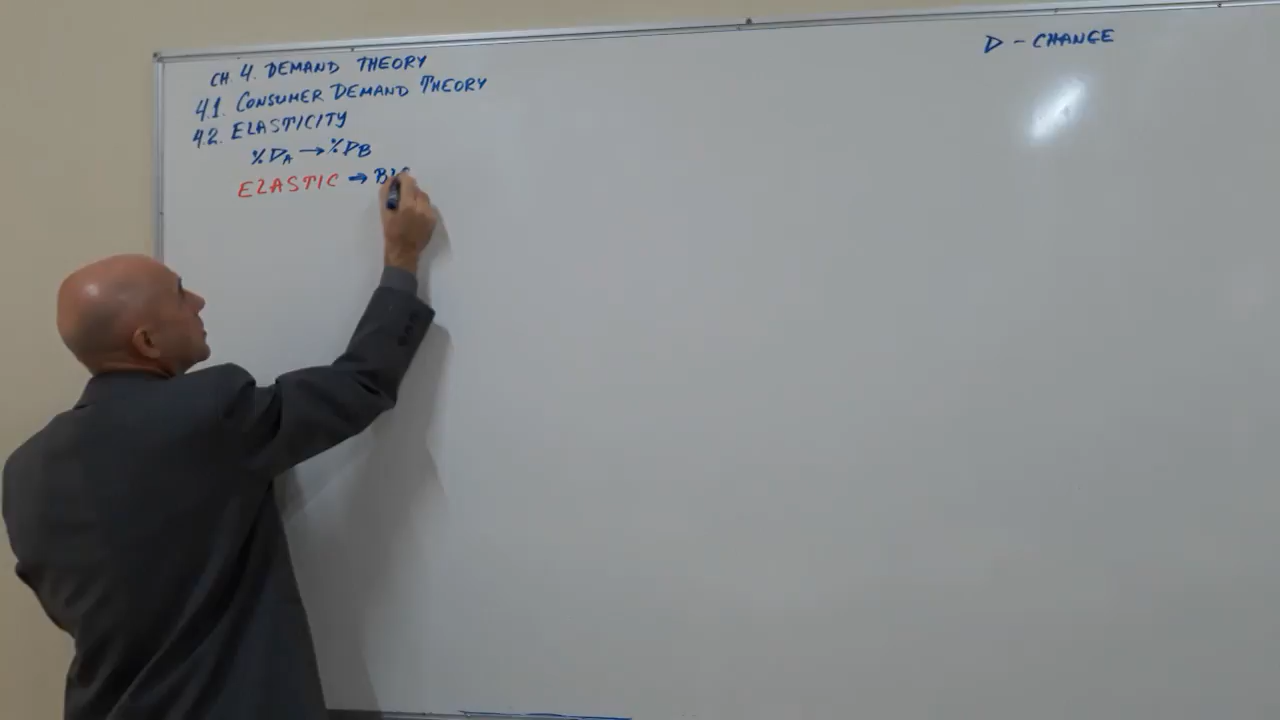 CH. 4. DEMAND THEORY
4.1. CONSUMER DEMAND THEORY
4.2. ELASTICITY
%DA → %DB
ELASTIC →
D - CHANGE